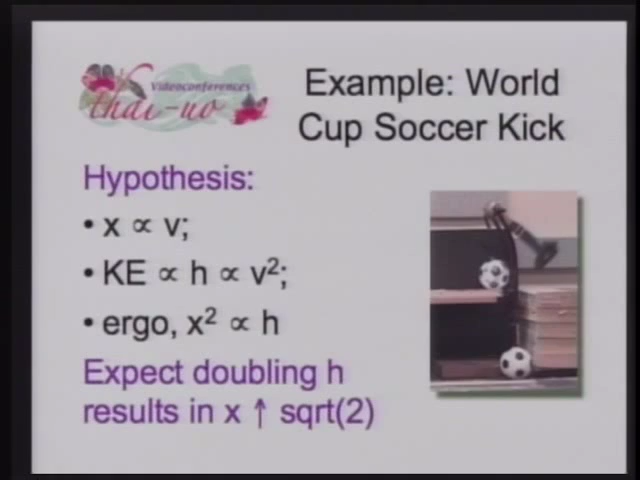 Videoconferences
thai-uo
Example: World
Cup Soccer Kick
Hypothesis:
• x ∝ v;
• KE ∝ h ∝ v²;
• ergo, x² ∝ h
Expect doubling h
results in x ↑ sqrt(2)